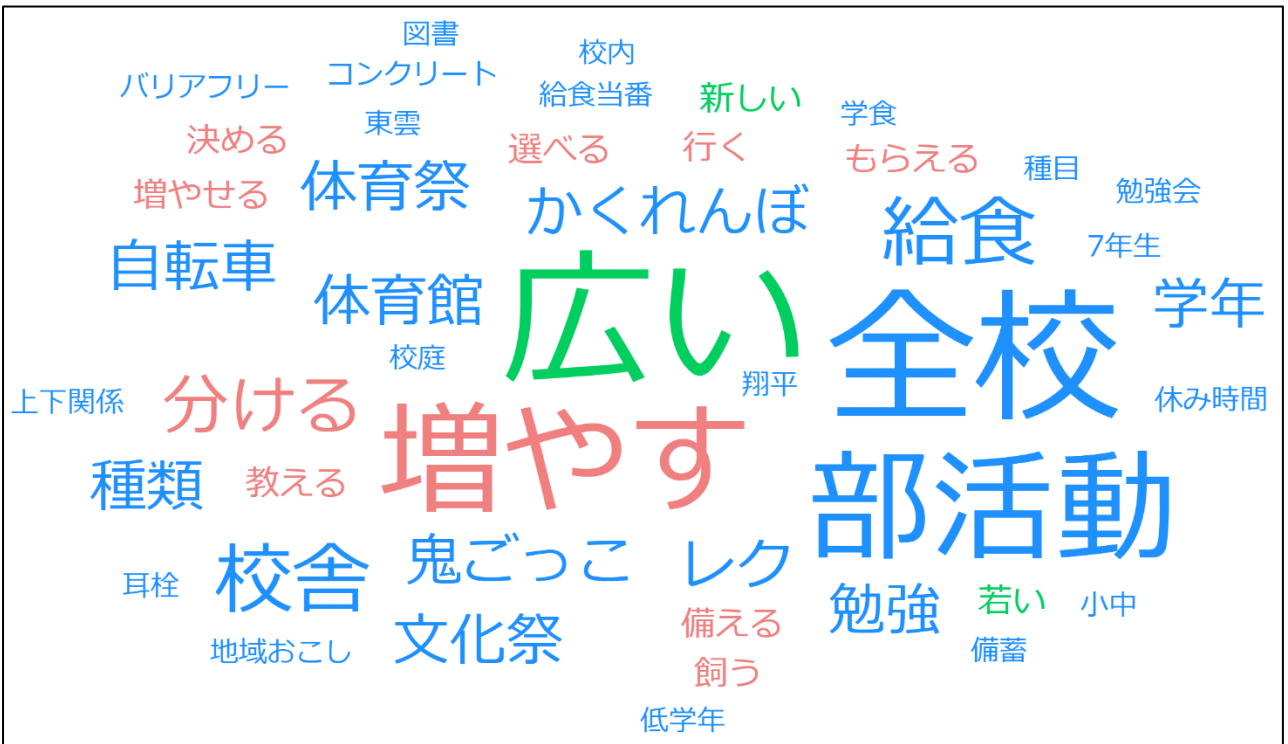 図書
校内
バリアフリー コンクリート 給食当番 新しい 学食
東雲
決める 選べる 行く もらえる 種目
増やせる 体育祭 かくれんぼ 給食 勉強会
自転車 体育館 広い 全校 7年生 学年
校庭 翔平
上下関係 分ける 増やす 休み時間
種類 教える 部活動
校舎 鬼ごっこ レク
耳栓 勉強 若い 小中
地域おこし 文化祭 備える 備蓄
飼う
低学年